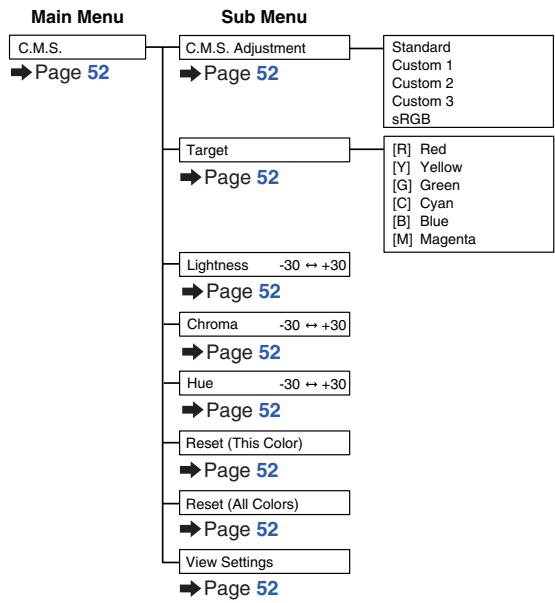 Main Menu
Sub Menu
C.M.S.
➡ Page 52
C.M.S. Adjustment
➡ Page 52
Standard
Custom 1
Custom 2
Custom 3
sRGB
Target
➡ Page 52
[R] Red
[Y] Yellow
[G] Green
[C] Cyan
[B] Blue
[M] Magenta
Lightness -30 ↔ +30
➡ Page 52
Chroma -30 ↔ +30
➡ Page 52
Hue -30 ↔ +30
➡ Page 52
Reset (This Color)
➡ Page 52
Reset (All Colors)
➡ Page 52
View Settings
➡ Page 52